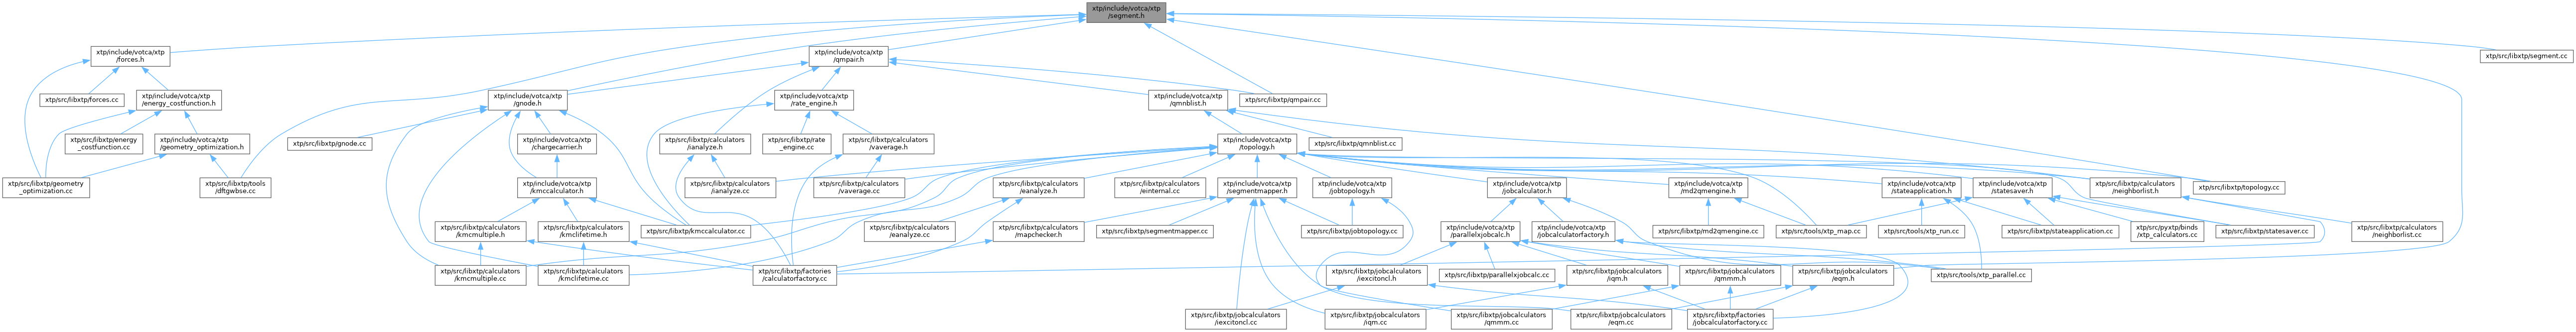 xtp/include/votca/xtp
/segment.h
xtp/include/votca/xtp
/forces.h
xtp/include/votca/xtp
/qmpair.h
xtp/src/libxtp/segment.cc
xtp/src/libxtp/forces.cc
xtp/include/votca/xtp
/energy_costfunction.h
xtp/include/votca/xtp
/gnode.h
xtp/include/votca/xtp
/rate_engine.h
xtp/include/votca/xtp
/qmnblist.h
xtp/src/libxtp/qmpair.cc
xtp/src/libxtp/energy
_costfunction.cc
xtp/include/votca/xtp
/geometry_optimization.h
xtp/src/libxtp/gnode.cc
xtp/include/votca/xtp
/chargecarrier.h
xtp/src/libxtp/calculators
/ianalyze.h
xtp/src/libxtp/rate
_engine.cc
xtp/src/libxtp/calculators
/vaverage.h
xtp/include/votca/xtp
/topology.h
xtp/src/libxtp/qmnblist.cc
xtp/src/libxtp/geometry
_optimization.cc
xtp/src/libxtp/tools
/dftgwbse.cc
xtp/include/votca/xtp
/kmccalculator.h
xtp/src/libxtp/calculators
/ianalyze.cc
xtp/src/libxtp/calculators
/vaverage.cc
xtp/src/libxtp/calculators
/eanalyze.h
xtp/src/libxtp/calculators
/einternal.cc
xtp/include/votca/xtp
/segmentmapper.h
xtp/include/votca/xtp
/jobtopology.h
xtp/include/votca/xtp
/jobcalculator.h
xtp/include/votca/xtp
/md2qmengine.h
xtp/include/votca/xtp
/stateapplication.h
xtp/include/votca/xtp
/statesaver.h
xtp/src/libxtp/calculators
/neighborlist.h
xtp/src/libxtp/topology.cc
xtp/src/libxtp/calculators
/kmcmultiple.h
xtp/src/libxtp/calculators
/kmclifetime.h
xtp/src/libxtp/kmccalculator.cc
xtp/src/libxtp/calculators
/eanalyze.cc
xtp/src/libxtp/calculators
/mapchecker.h
xtp/src/libxtp/segmentmapper.cc
xtp/src/libxtp/jobtopology.cc
xtp/include/votca/xtp
/parallelxjobcalc.h
xtp/include/votca/xtp
/jobcalculatorfactory.h
xtp/src/libxtp/md2qmengine.cc
xtp/src/tools/xtp_map.cc
xtp/src/tools/xtp_run.cc
xtp/src/libxtp/stateapplication.cc
xtp/src/pyxtp/binds
/xtp_calculators.cc
xtp/src/libxtp/statesaver.cc
xtp/src/libxtp/calculators
/neighborlist.cc
xtp/src/libxtp/calculators
/kmcmultiple.cc
xtp/src/libxtp/calculators
/kmclifetime.cc
xtp/src/libxtp/factories
/calculatorfactory.cc
xtp/src/libxtp/jobcalculators
/iexcitoncl.h
xtp/src/libxtp/parallelxjobcalc.cc
xtp/src/libxtp/jobcalculators
/iqm.h
xtp/src/libxtp/jobcalculators
/qmmm.h
xtp/src/libxtp/jobcalculators
/eqm.h
xtp/src/tools/xtp_parallel.cc
xtp/src/libxtp/jobcalculators
/iexcitoncl.cc
xtp/src/libxtp/jobcalculators
/iqm.cc
xtp/src/libxtp/jobcalculators
/qmmm.cc
xtp/src/libxtp/jobcalculators
/eqm.cc
xtp/src/libxtp/factories
/jobcalculatorfactory.cc